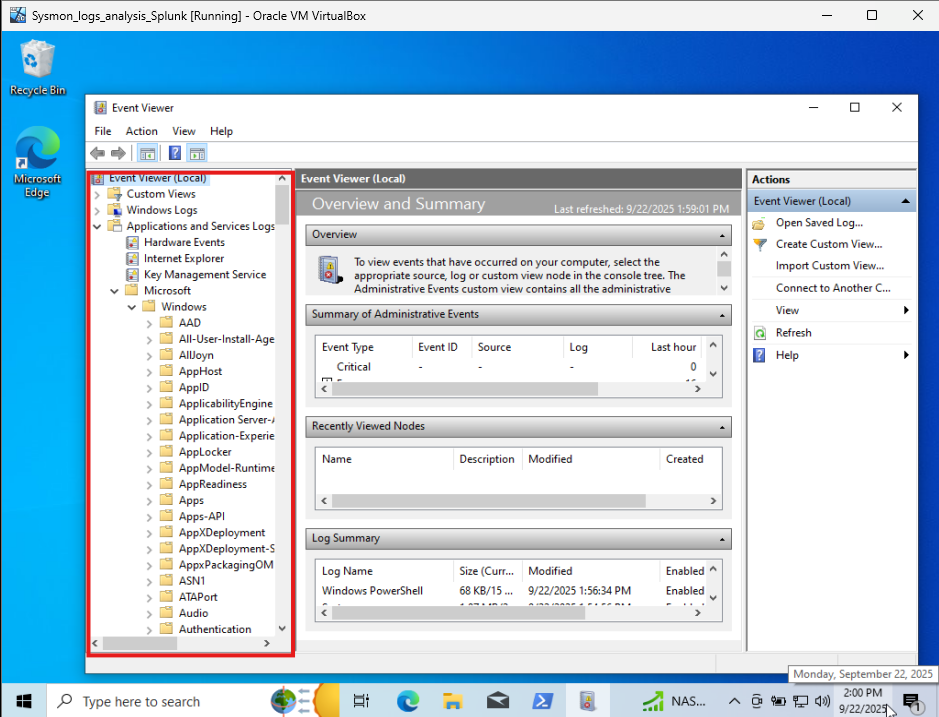 Sysmon_logs_analysis_Splunk [Running] - Oracle VM VirtualBox
Recycle Bin
Microsoft
Edge
Event Viewer
File Action View Help
Event Viewer (Local)
Custom Views
Windows Logs
Applications and Services Logs
Hardware Events
Internet Explorer
Key Management Service
Microsoft
Windows
AAD
All-User-Install-Age
AllJoyn
AppHost
AppID
ApplicabilityEngine
Application Server-A
Application-Experie
AppLocker
AppModel-Runtime
AppReadiness
Apps
Apps-API
AppXDeployment
AppXDeployment-S
AppxPackagingOM
ASN1
ATAPort
Audio
Authentication
Event Viewer (Local)
Overview and Summary
Last refreshed: 9/22/2025 1:59:01 PM
Overview
To view events that have occurred on your computer, select the
appropriate source, log or custom view node in the console tree. The
Administrative Events custom view contains all the administrative
Summary of Administrative Events
Event Type Event ID Source Log Last hour
Critical - - - 0
Recently Viewed Nodes
Name Description Modified Created
Log Summary
Log Name Size (Curr... Modified Enabled
Windows PowerShell 68 KB/15 ... 9/22/2025 1:56:34 PM Enabled
Actions
Event Viewer (Local)
Open Saved Log...
Create Custom View...
Import Custom View...
Connect to Another C...
View
Refresh
Help
Monday, September 22, 2025
Type here to search
NAS...
2:00 PM
9/22/2025
1